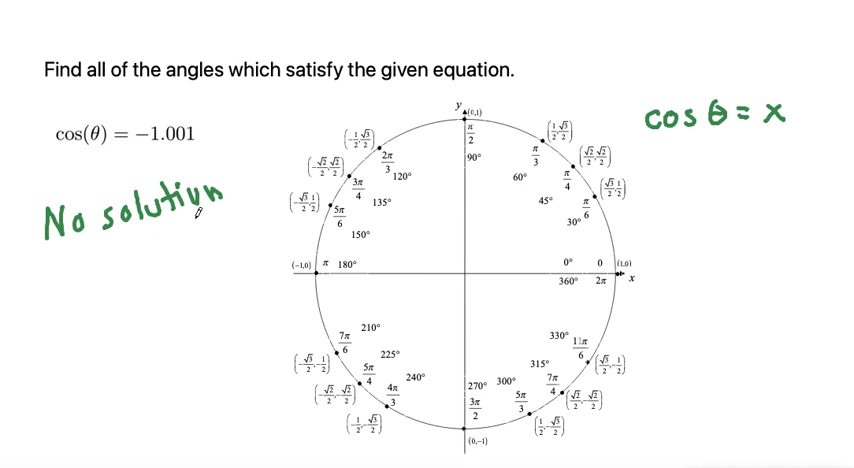 Find all of the angles which satisfy the given equation.
cos(θ) = −1.001
cos θ = x
No solution
y
(0,1)
π/2
90°
(-1/2, √3/2)
2π/3
120°
(-√2/2, √2/2)
3π/4
135°
(-√3/2, 1/2)
5π/6
150°
(1/2, √3/2)
π/3
60°
(√2/2, √2/2)
π/4
45°
(√3/2, 1/2)
π/6
30°
(−1,0) π 180°
0° 0 (1,0)
360° 2π x
210°
7π/6
(-√3/2, -1/2)
225°
5π/4
(-√2/2, -√2/2)
240°
4π/3
(-1/2, -√3/2)
270°
3π/2
(0,−1)
300°
5π/3
(1/2, -√3/2)
315°
7π/4
(√2/2, -√2/2)
330°
11π/6
(√3/2, -1/2)